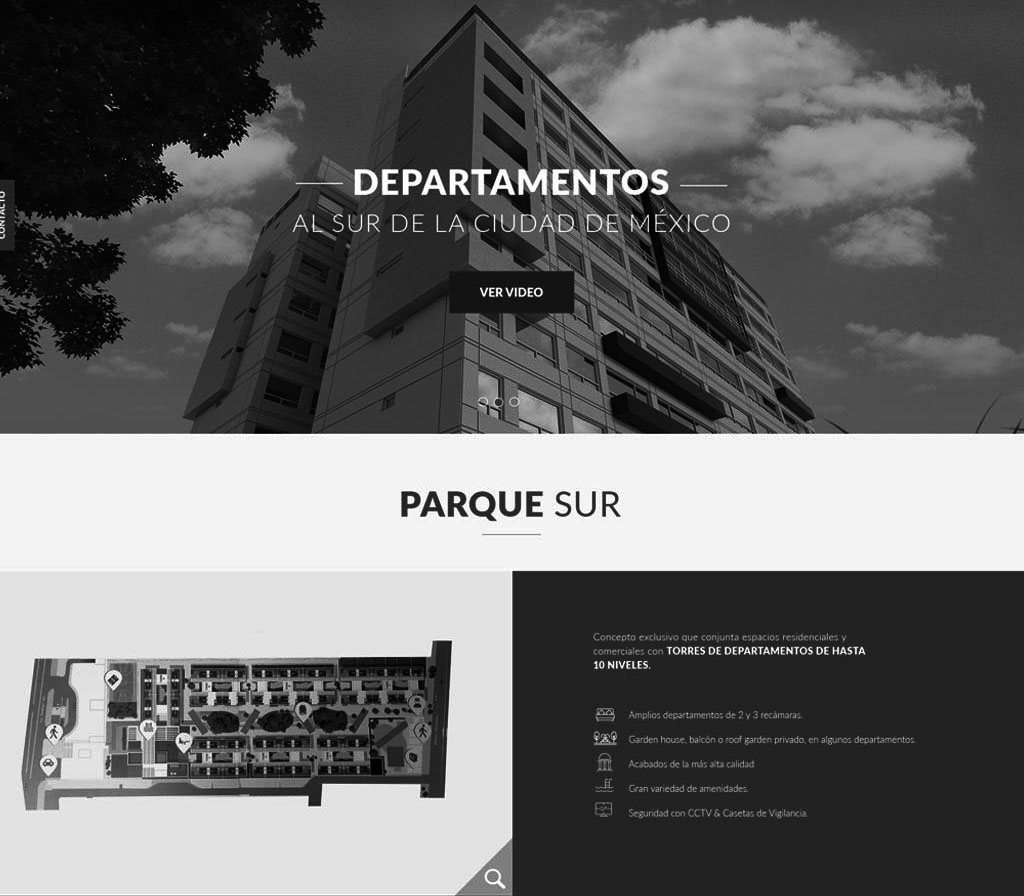 DEPARTAMENTOS
AL SUR DE LA CIUDAD DE MÉXICO
CONTACTO
VER VIDEO
PARQUE SUR
Concepto exclusivo que conjunta espacios residenciales y
comerciales con TORRES DE DEPARTAMENTOS DE HASTA
10 NIVELES.
Amplios departamentos de 2 y 3 recámaras.
Garden house, balcón o roof garden privado, en algunos departamentos.
Acabados de la más alta calidad
Gran variedad de amenidades.
Seguridad con CCTV & Casetas de Vigilancia.